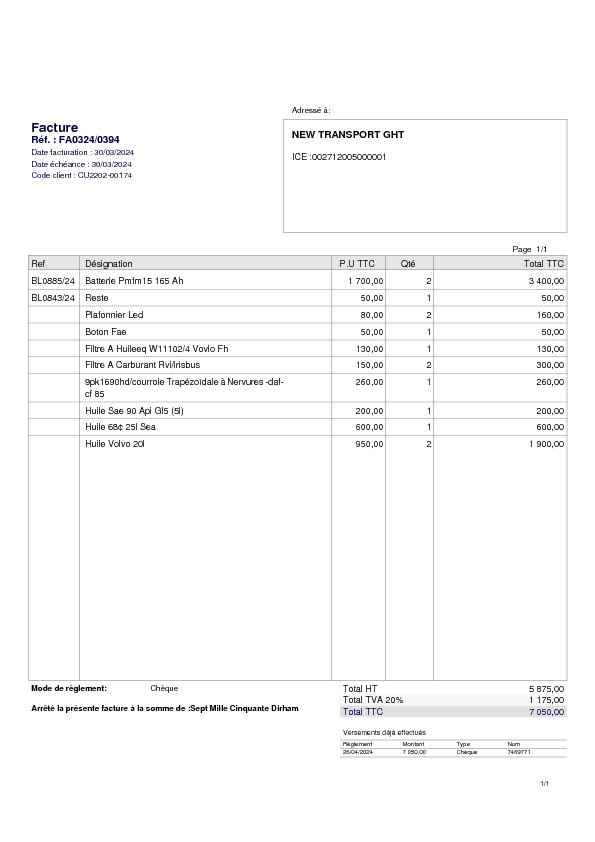 Adressé à:
Facture
Réf. : FA0324/0394
Date facturation : 30/03/2024
Date échéance : 30/03/2024
Code client : CU2202-00174
NEW TRANSPORT GHT
ICE :002712005000001
Page 1/1
Ref Désignation P.U TTC Qté Total TTC
BL0885/24 Batterie Pmfm15 165 Ah 1 700,00 2 3 400,00
BL0843/24 Reste 50,00 1 50,00
Plafonnier Led 80,00 2 160,00
Boton Fae 50,00 1 50,00
Filtre A Huileeq W11102/4 Vovlo Fh 130,00 1 130,00
Filtre A Carburant Rvi/irisbus 150,00 2 300,00
9pk1690hd/courroie Trapézoïdale à Nervures -daf-
cf 85 260,00 1 260,00
Huile Sae 90 Api Gl5 (5l) 200,00 1 200,00
Huile 68¢ 25l Sea 600,00 1 600,00
Huile Volvo 20l 950,00 2 1 900,00
Mode de règlement: Chèque
Total HT 5 875,00
Total TVA 20% 1 175,00
Total TTC 7 050,00
Arrêté la présente facture à la somme de :Sept Mille Cinquante Dirham
Versements déjà effectués
Règlement Montant Type Num
26/04/2024 7 050,00 Chèque 7469771
1/1